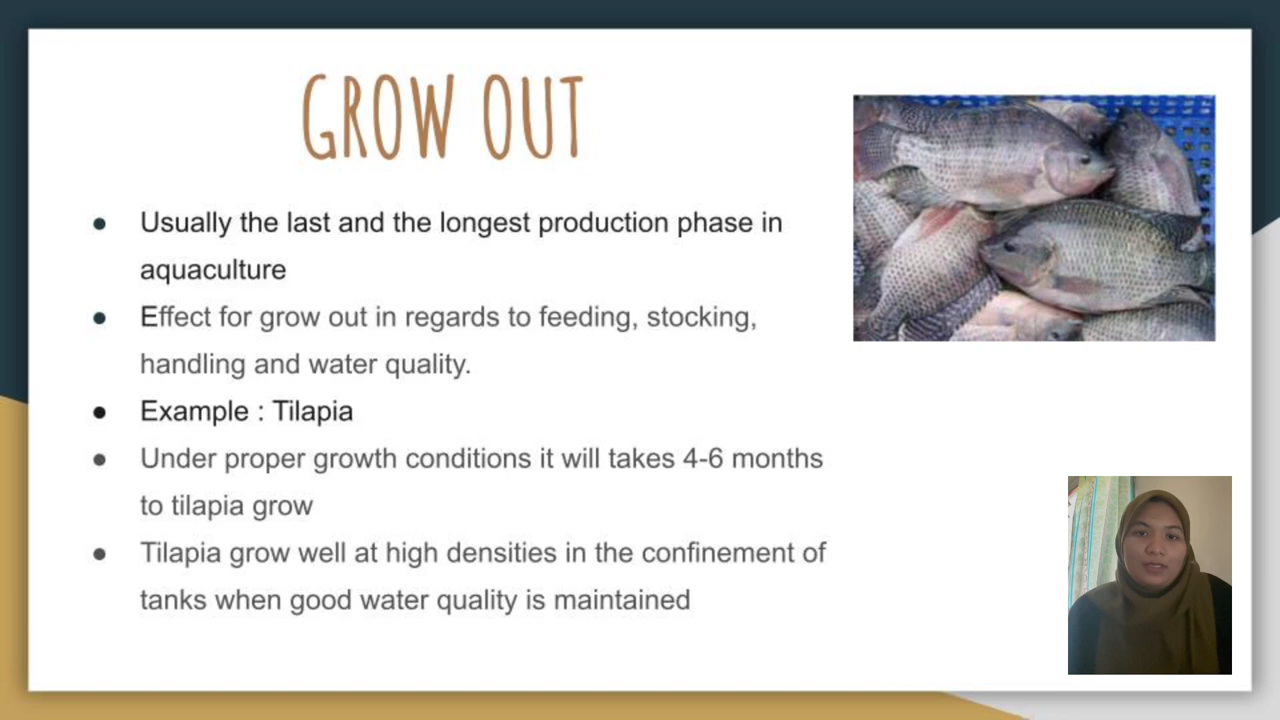 GROW OUT
● Usually the last and the longest production phase in
aquaculture
● Effect for grow out in regards to feeding, stocking,
handling and water quality.
● Example : Tilapia
● Under proper growth conditions it will takes 4-6 months
to tilapia grow
● Tilapia grow well at high densities in the confinement of
tanks when good water quality is maintained